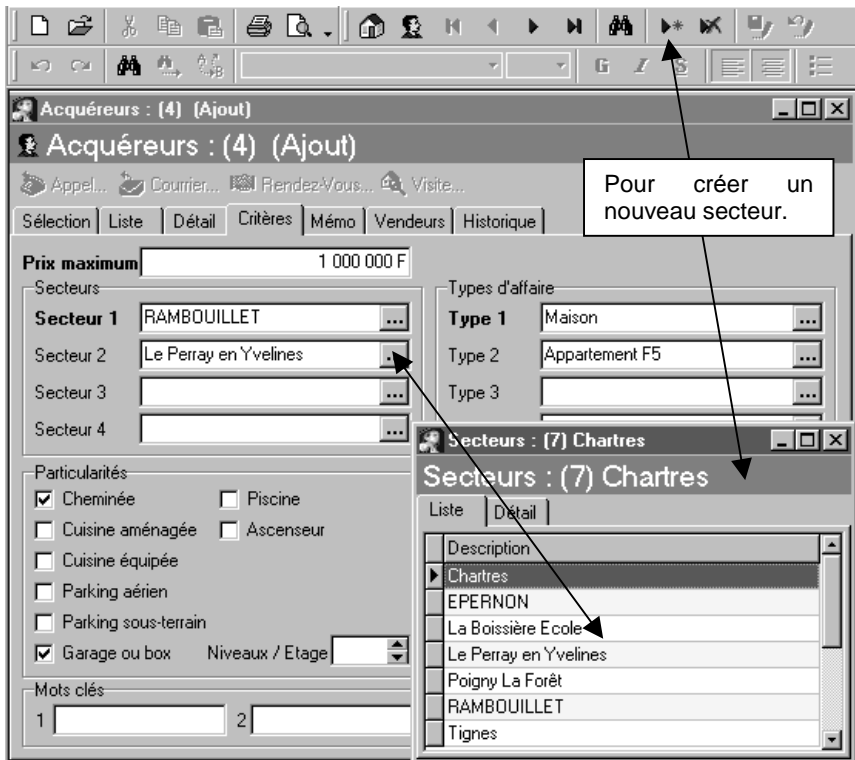 G I S
Acquéreurs : (4) (Ajout)
Acquéreurs : (4) (Ajout)
Appel... Courrier... Rendez-Vous... Visite...
Pour créer un
nouveau secteur.
Sélection Liste Détail Critères Mémo Vendeurs Historique
Prix maximum 1 000 000 F
Secteurs
Secteur 1 RAMBOUILLET ...
Secteur 2 Le Perray en Yvelines ...
Secteur 3 ...
Secteur 4 ...
Types d'affaire
Type 1 Maison ...
Type 2 Appartement F5 ...
Type 3 ...
Particularités
Cheminée Piscine
Cuisine aménagée Ascenseur
Cuisine équipée
Parking aérien
Parking sous-terrain
Garage ou box Niveaux / Etage
Mots clés
1 2
Secteurs : (7) Chartres
Secteurs : (7) Chartres
Liste Détail
Description
Chartres
EPERNON
La Boissière Ecole
Le Perray en Yvelines
Poigny La Forêt
RAMBOUILLET
Tignes